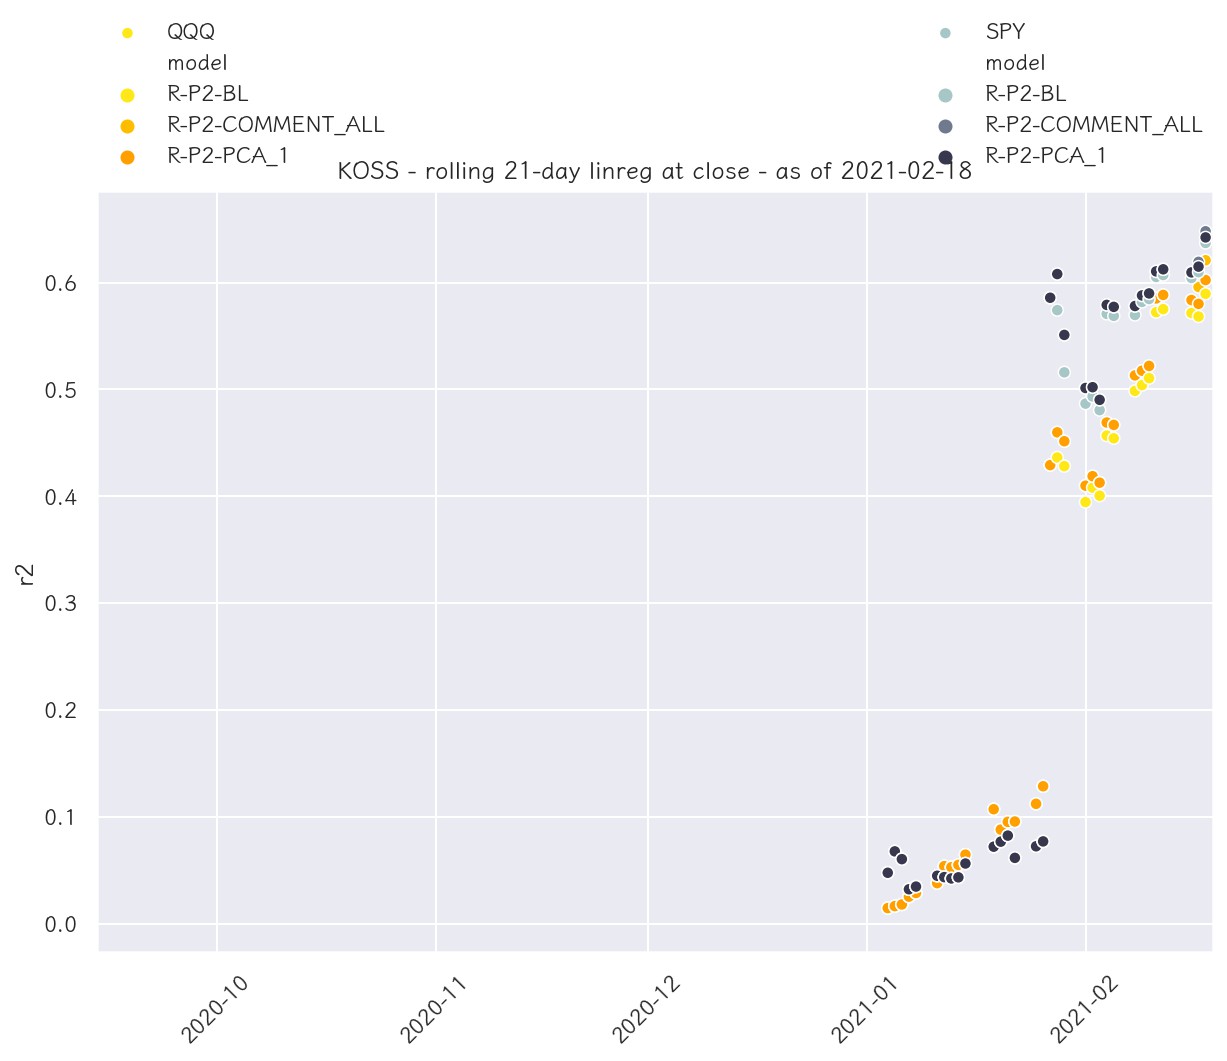 QQQ
model
R-P2-BL
R-P2-COMMENT_ALL
R-P2-PCA_1
SPY
model
R-P2-BL
R-P2-COMMENT_ALL
R-P2-PCA_1
KOSS - rolling 21-day linreg at close - as of 2021-02-18
r2
0.6
0.5
0.4
0.3
0.2
0.1
0.0
2020-10
2020-11
2020-12
2021-01
2021-02